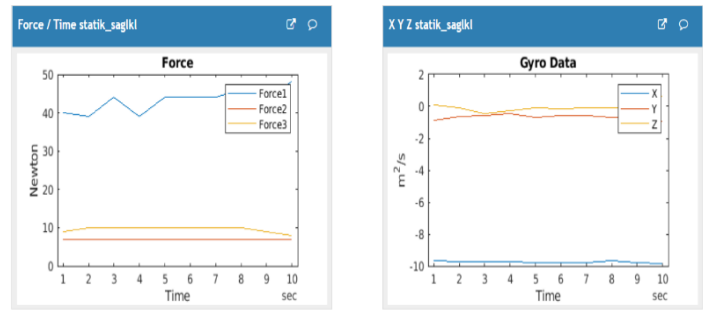 Force / Time statik_saglkl
Force
50
40
30
20
10
0
Newton
Force1
Force2
Force3
1 2 3 4 5 6 7 8 9 10
Time
sec
X Y Z statik_saglkl
Gyro Data
2
0
-2
-4
-6
-8
-10
m²/s
X
Y
Z
1 2 3 4 5 6 7 8 9 10
Time
sec